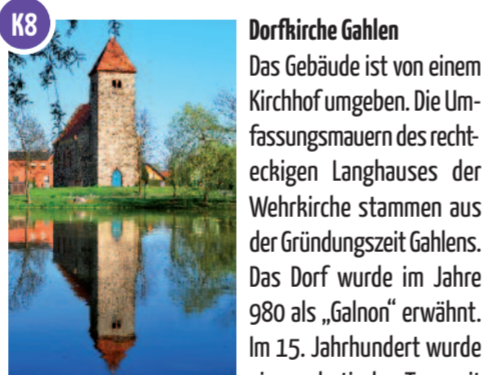 K8
Dorfkirche Gahlen
Das Gebäude ist von einem
Kirchhof umgeben. Die Um-
fassungsmauern des recht-
eckigen Langhauses der
Wehrkirche stammen aus
der Gründungszeit Gahlens.
Das Dorf wurde im Jahre
980 als „Galnon“ erwähnt.
Im 15. Jahrhundert wurde